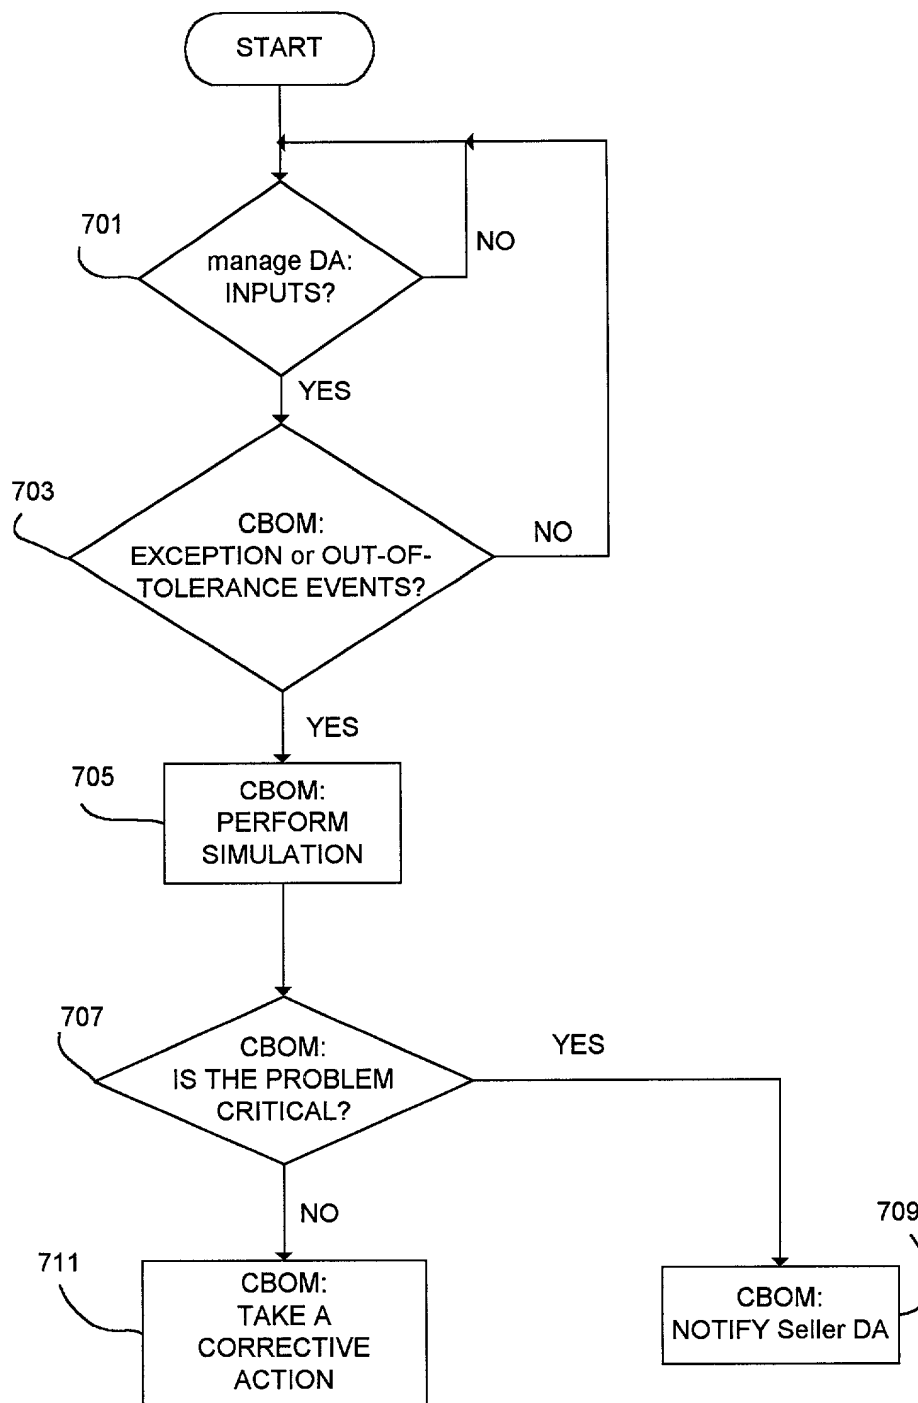 START
701
manage DA:
INPUTS?
NO
YES
703
CBOM:
EXCEPTION or OUT-OF-
TOLERANCE EVENTS?
NO
YES
705
CBOM:
PERFORM
SIMULATION
707
CBOM:
IS THE PROBLEM
CRITICAL?
YES
NO
709
711
CBOM:
TAKE A
CORRECTIVE
ACTION
CBOM:
NOTIFY Seller DA